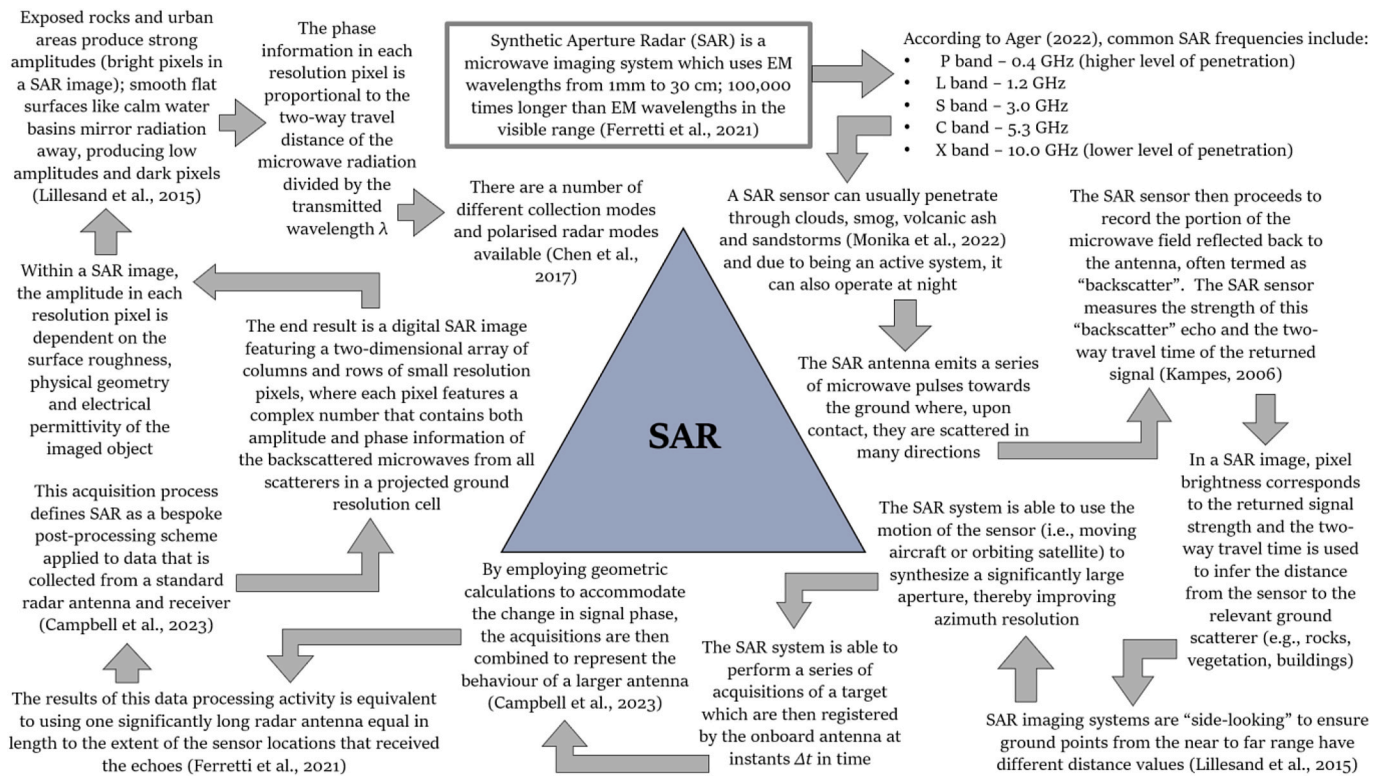 Synthetic Aperture Radar (SAR) is a
microwave imaging system which uses EM
wavelengths from 1mm to 30 cm; 100,000
times longer than EM wavelengths in the
visible range (Ferretti et al., 2021)
According to Ager (2022), common SAR frequencies include:
• P band – 0.4 GHz (higher level of penetration)
• L band – 1.2 GHz
• S band – 3.0 GHz
• C band – 5.3 GHz
• X band – 10.0 GHz (lower level of penetration)
A SAR sensor can usually penetrate
through clouds, smog, volcanic ash
and sandstorms (Monika et al., 2022)
and due to being an active system, it
can also operate at night
The SAR antenna emits a series
of microwave pulses towards
the ground where, upon
contact, they are scattered in
many directions
The SAR sensor then proceeds to
record the portion of the
microwave field reflected back to
the antenna, often termed as
“backscatter”. The SAR sensor
measures the strength of this
“backscatter” echo and the two-
way travel time of the returned
signal (Kampes, 2006)
In a SAR image, pixel
brightness corresponds
to the returned signal
strength and the two-
way travel time is used
to infer the distance
from the sensor to the
relevant ground
scatterer (e.g., rocks,
vegetation, buildings)
SAR imaging systems are “side-looking” to ensure
ground points from the near to far range have
different distance values (Lillesand et al., 2015)
The SAR system is able to use the
motion of the sensor (i.e., moving
aircraft or orbiting satellite) to
synthesize a significantly large
aperture, thereby improving
azimuth resolution
The SAR system is able to
perform a series of
acquisitions of a target
which are then registered
by the onboard antenna at
instants Δt in time
By employing geometric
calculations to accommodate
the change in signal phase,
the acquisitions are then
combined to represent the
behaviour of a larger antenna
(Campbell et al., 2023)
The results of this data processing activity is equivalent
to using one significantly long radar antenna equal in
length to the extent of the sensor locations that received
the echoes (Ferretti et al., 2021)
This acquisition process
defines SAR as a bespoke
post-processing scheme
applied to data that is
collected from a standard
radar antenna and receiver
(Campbell et al., 2023)
The end result is a digital SAR image
featuring a two-dimensional array of
columns and rows of small resolution
pixels, where each pixel features a
complex number that contains both
amplitude and phase information of
the backscattered microwaves from all
scatterers in a projected ground
resolution cell
Within a SAR image,
the amplitude in each
resolution pixel is
dependent on the
surface roughness,
physical geometry
and electrical
permittivity of the
imaged object
Exposed rocks and urban
areas produce strong
amplitudes (bright pixels in
a SAR image); smooth flat
surfaces like calm water
basins mirror radiation
away, producing low
amplitudes and dark pixels
(Lillesand et al., 2015)
The phase
information in each
resolution pixel is
proportional to the
two-way travel
distance of the
microwave radiation
divided by the
transmitted
wavelength λ
There are a number of
different collection modes
and polarised radar modes
available (Chen et al.,
2017)
SAR